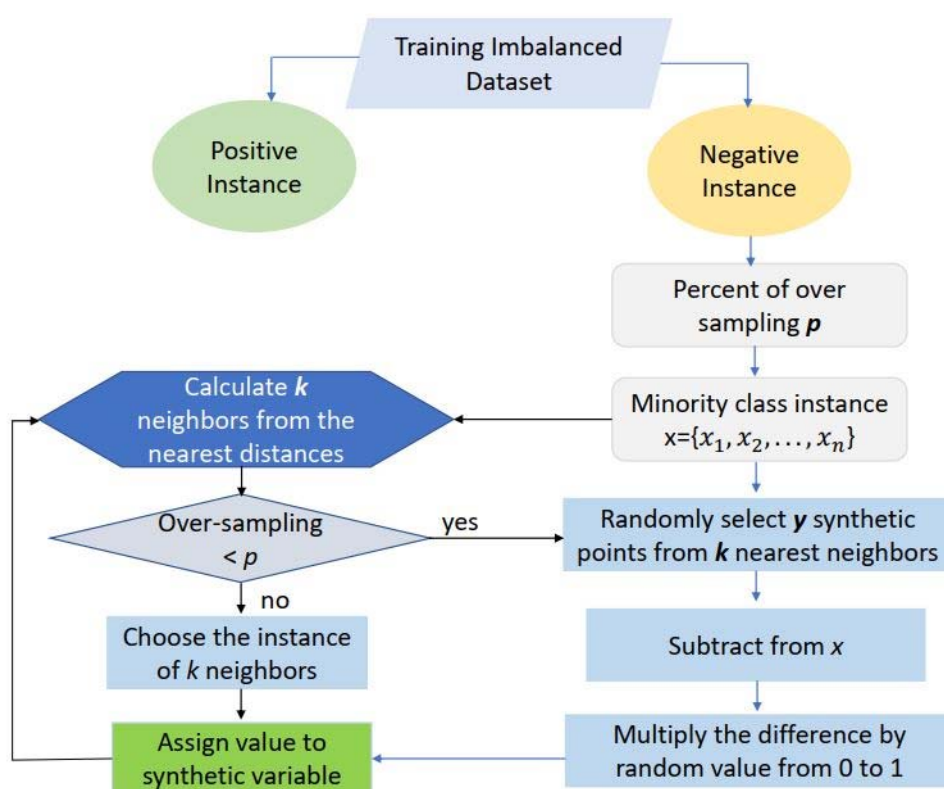 Training Imbalanced
Dataset
Positive
Instance
Negative
Instance
Percent of over
sampling p
Calculate k
neighbors from the
nearest distances
Minority class instance
x={x₁, x₂, . . . , xₙ}
Over-sampling
< p
yes
no
Randomly select y synthetic
points from k nearest neighbors
Choose the instance
of k neighbors
Subtract from x
Assign value to
synthetic variable
Multiply the difference by
random value from 0 to 1